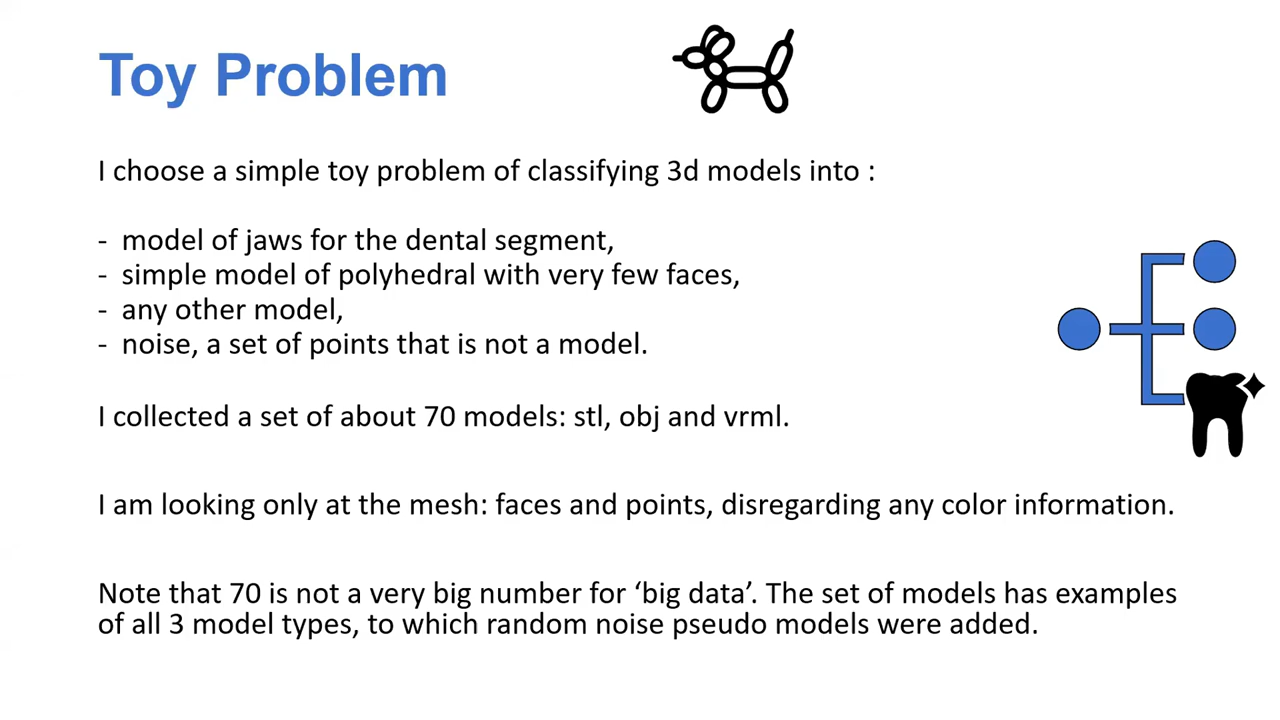 Toy Problem
I choose a simple toy problem of classifying 3d models into :
- model of jaws for the dental segment,
- simple model of polyhedral with very few faces,
- any other model,
- noise, a set of points that is not a model.
I collected a set of about 70 models: stl, obj and vrml.
I am looking only at the mesh: faces and points, disregarding any color information.
Note that 70 is not a very big number for ‘big data’. The set of models has examples
of all 3 model types, to which random noise pseudo models were added.